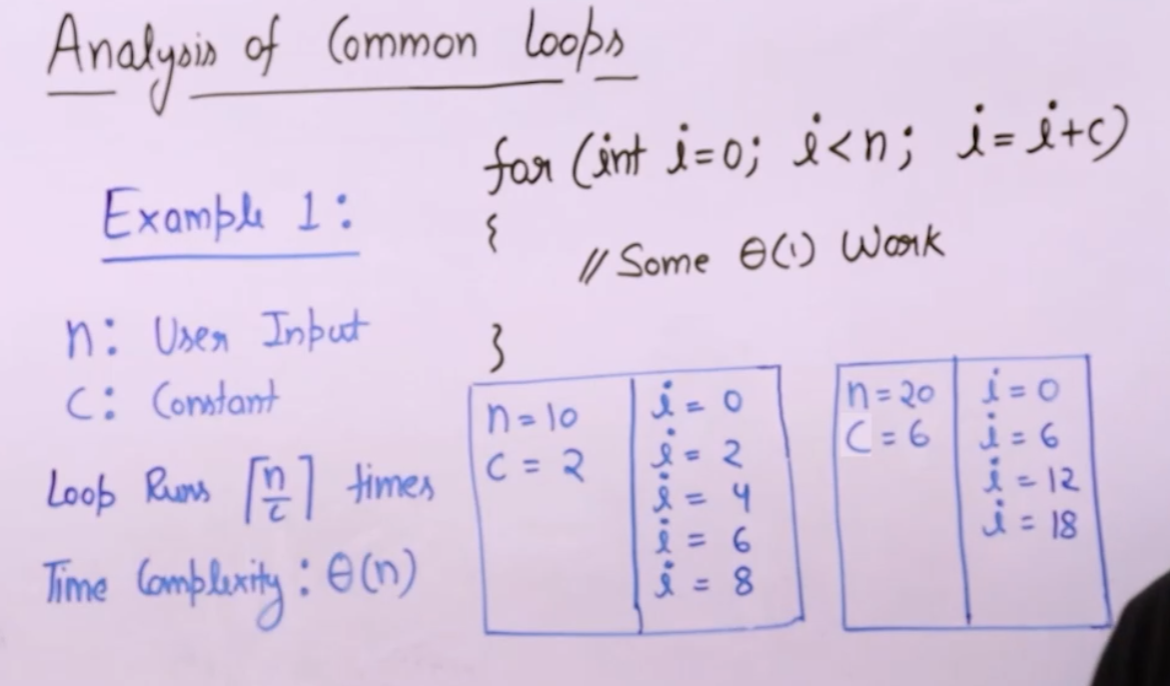 Analysis of Common Loops
for (int i=0; i<n; i=i+c)
{
// Some θ(1) Work
}
Example 1:
n: User Input
C: Constant
Loop Runs ⌈n/c⌉ times
Time Complexity: θ(n)
n=10
C = 2
i = 0
i = 2
i = 4
i = 6
i = 8
n=20
C = 6
i = 0
i = 6
i = 12
i = 18